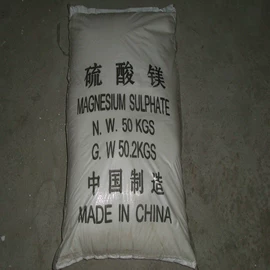 硫酸镁
MAGNESIUM SULPHATE
N. W. 50 KGS
G. W 50.2KGS
中国制造
MADE IN CHINA